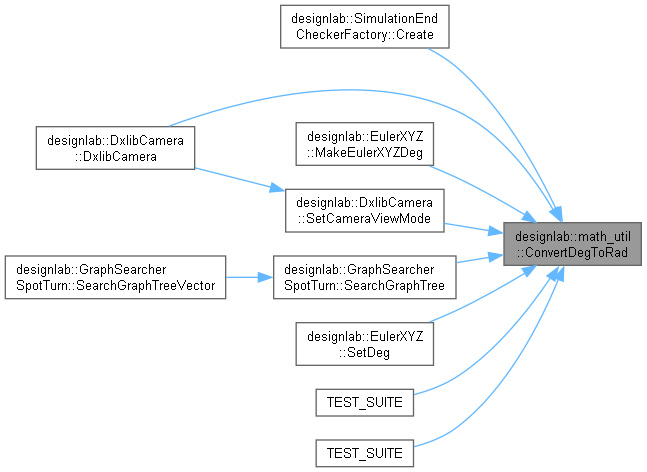 designlab::SimulationEnd
CheckerFactory::Create
designlab::DxlibCamera
::DxlibCamera
designlab::EulerXYZ
::MakeEulerXYZDeg
designlab::DxlibCamera
::SetCameraViewMode
designlab::math_util
::ConvertDegToRad
designlab::GraphSearcher
SpotTurn::SearchGraphTreeVector
designlab::GraphSearcher
SpotTurn::SearchGraphTree
designlab::EulerXYZ
::SetDeg
TEST_SUITE
TEST_SUITE